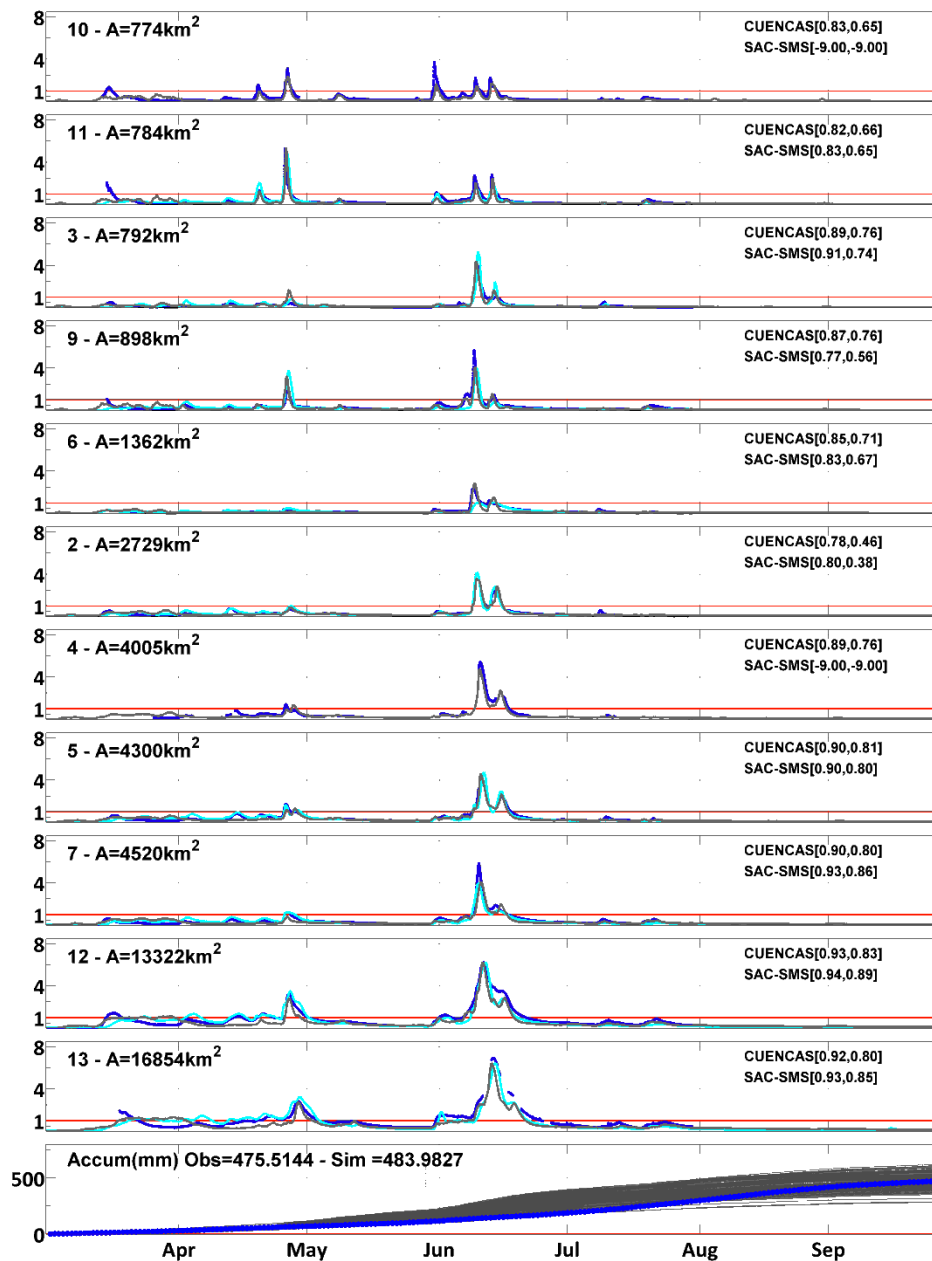 8
4
1
10 - A=774km²
CUENCAS[0.83,0.65]
SAC-SMS[-9.00,-9.00]
8
4
1
11 - A=784km²
CUENCAS[0.82,0.66]
SAC-SMS[0.83,0.65]
8
4
1
3 - A=792km²
CUENCAS[0.89,0.76]
SAC-SMS[0.91,0.74]
8
4
1
9 - A=898km²
CUENCAS[0.87,0.76]
SAC-SMS[0.77,0.56]
8
4
1
6 - A=1362km²
CUENCAS[0.85,0.71]
SAC-SMS[0.83,0.67]
8
4
1
2 - A=2729km²
CUENCAS[0.78,0.46]
SAC-SMS[0.80,0.38]
8
4
1
4 - A=4005km²
CUENCAS[0.89,0.76]
SAC-SMS[-9.00,-9.00]
8
4
1
5 - A=4300km²
CUENCAS[0.90,0.81]
SAC-SMS[0.90,0.80]
8
4
1
7 - A=4520km²
CUENCAS[0.90,0.80]
SAC-SMS[0.93,0.86]
8
4
1
12 - A=13322km²
CUENCAS[0.93,0.83]
SAC-SMS[0.94,0.89]
8
4
1
13 - A=16854km²
CUENCAS[0.92,0.80]
SAC-SMS[0.93,0.85]
Accum(mm) Obs=475.5144 - Sim =483.9827
500
0
Apr May Jun Jul Aug Sep